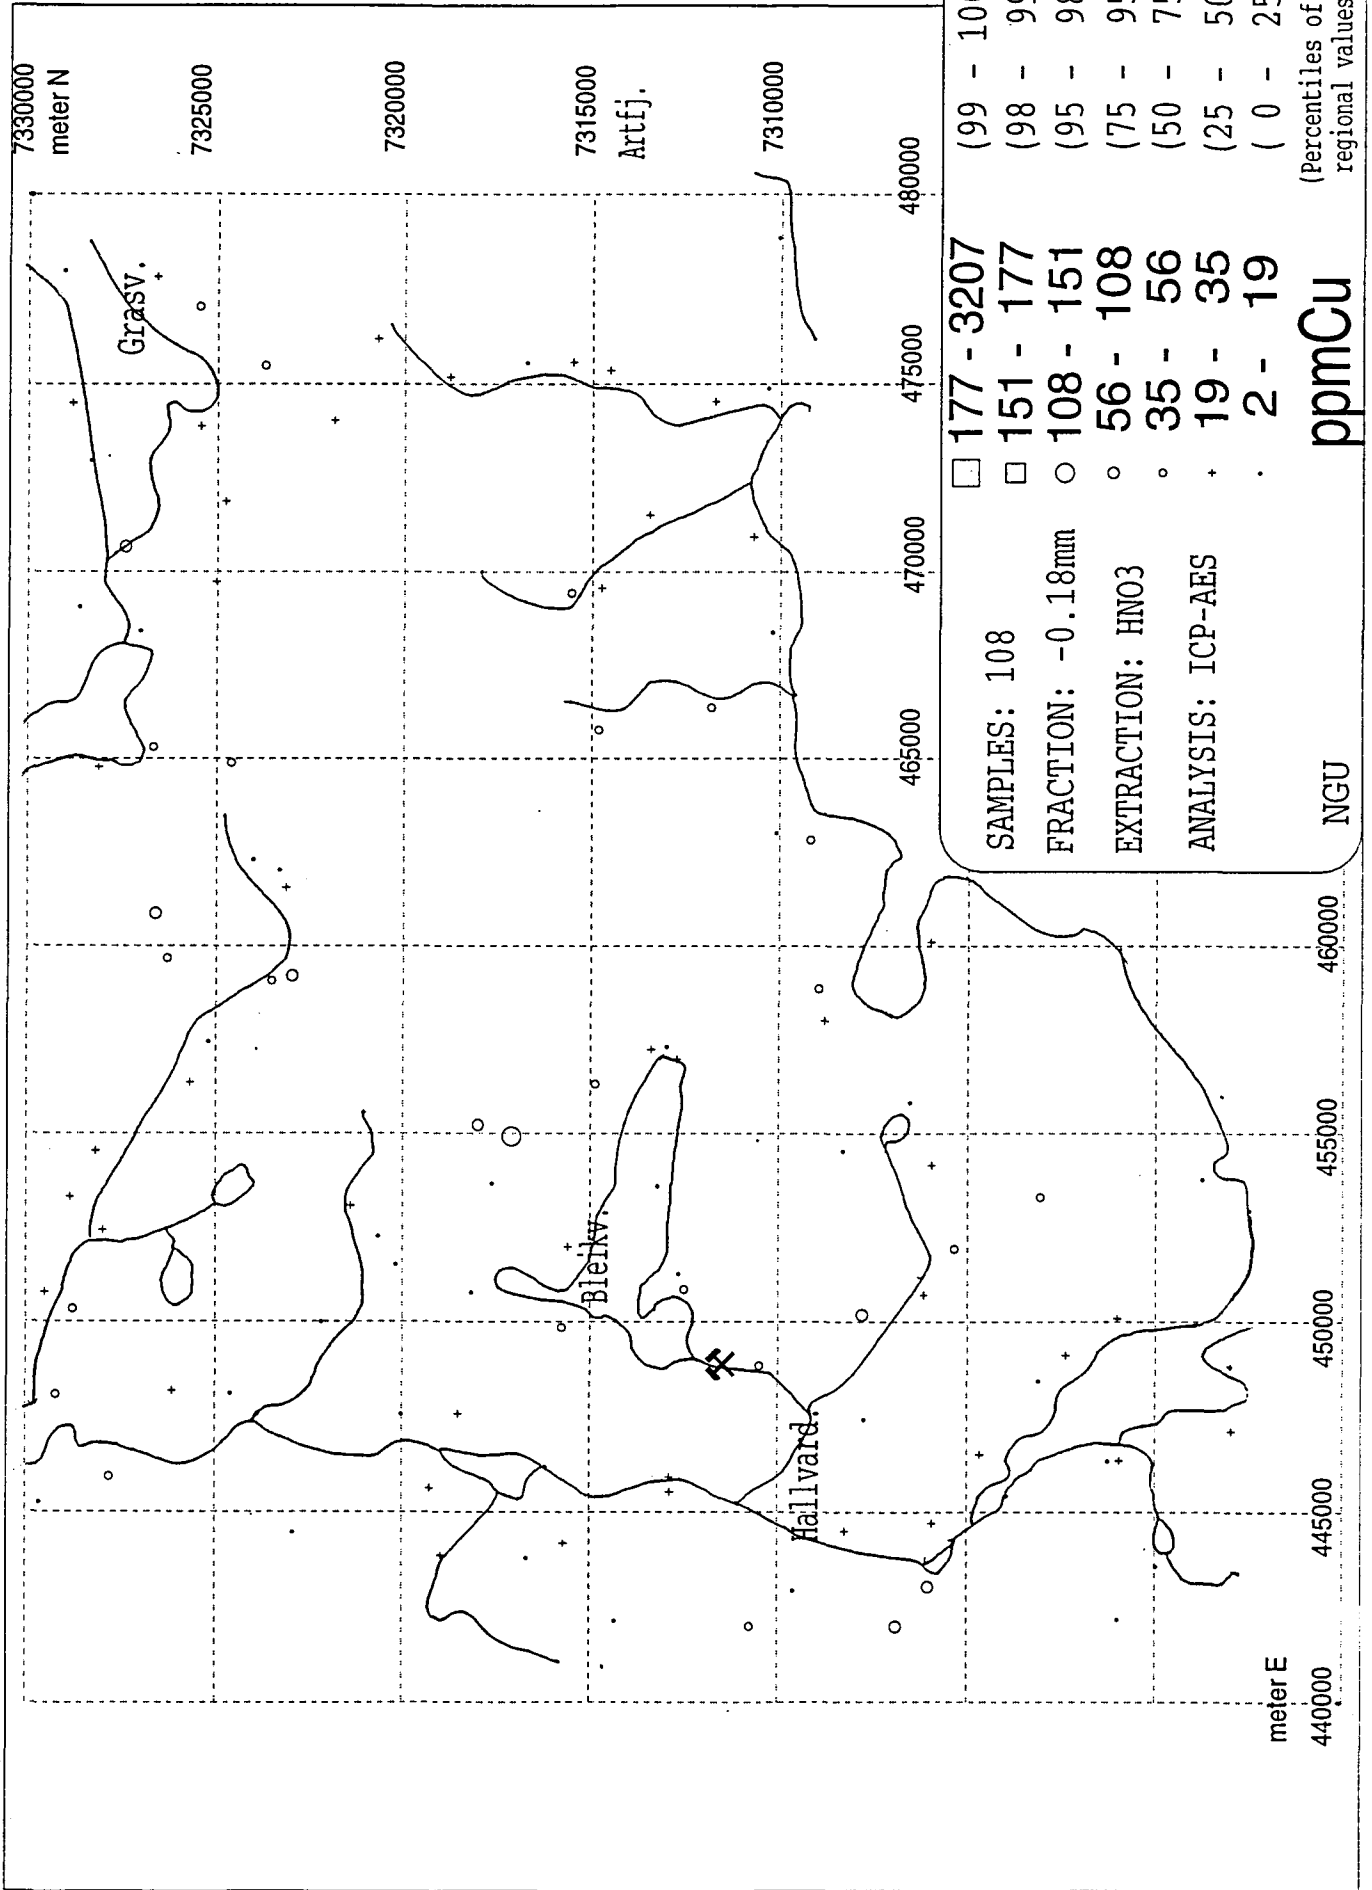 7330000
meter N
7325000
7320000
7315000
7310000
Grasv.
Artfj.
Bleikv.
Hallvard.
480000
475000
470000
465000
460000
455000
450000
445000
440000
meter E
177 - 3207 (99 -
151 - 177 (98 -
108 - 151 (95 -
56 - 108 (75 -
35 - 56 (50 -
19 - 35 (25 -
2 - 19 ( 0 -
ppmCu
(Percentiles of
regional values
SAMPLES: 108
FRACTION: -0.18mm
EXTRACTION: HNO3
ANALYSIS: ICP-AES
NGU